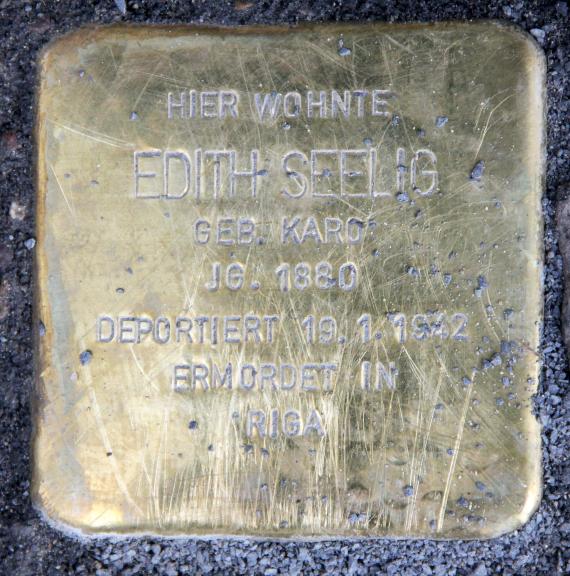 HIER WOHNTE
EDITH SEELIG
GEB. KARO
JG. 1880
DEPORTIERT 19.1.1942
ERMORDET IN
RIGA